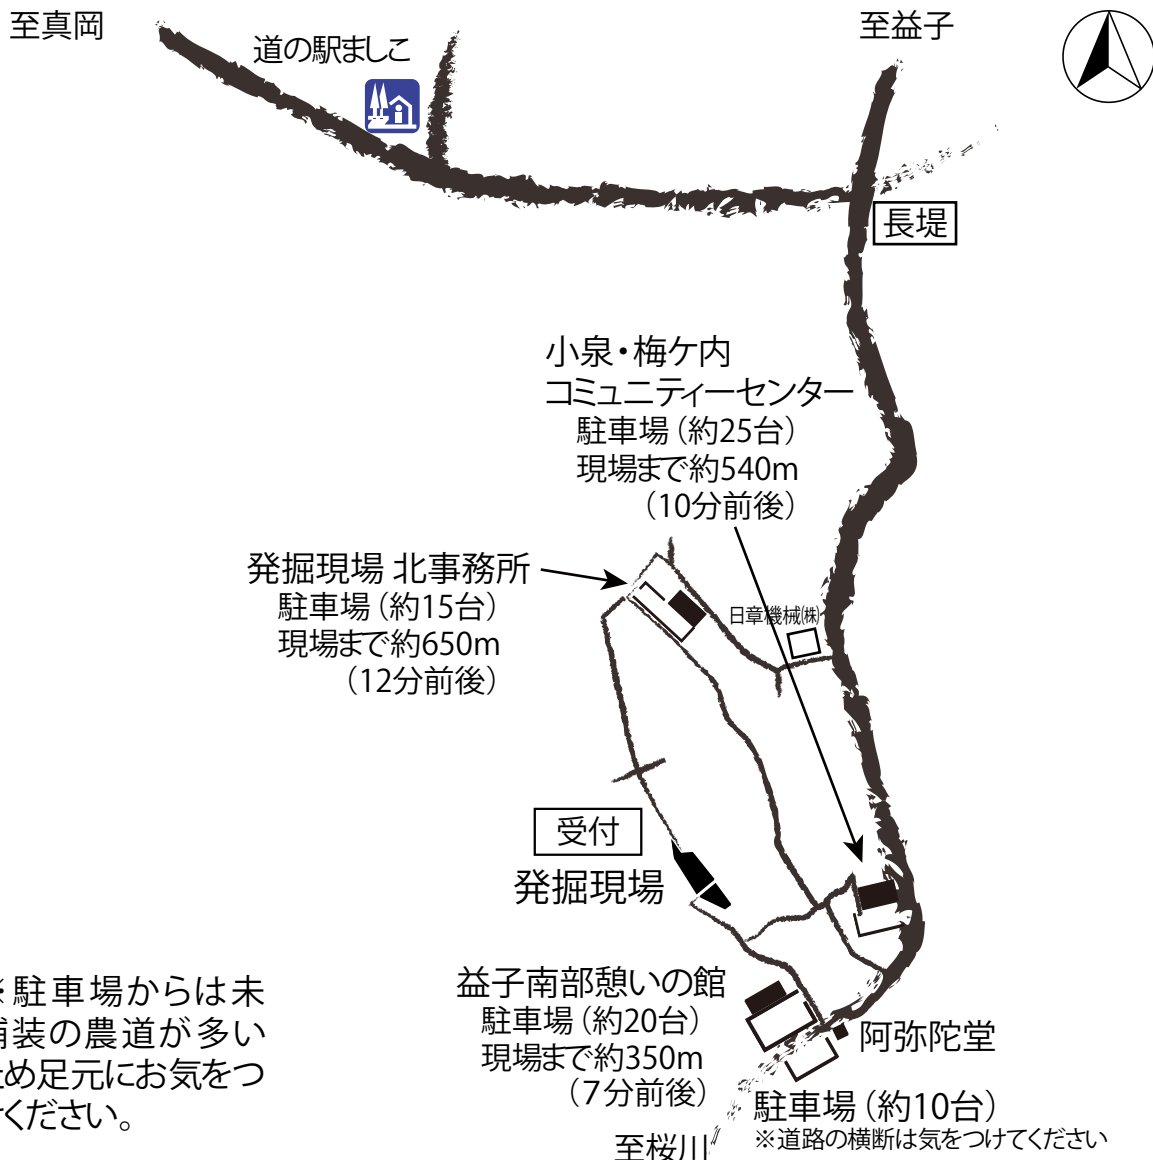 至真岡
至益子
道の駅ましこ
長堤
小泉・梅ケ内
コミュニティーセンター
駐車場（約25台）
現場まで約540m
（10分前後）
発掘現場 北事務所
駐車場（約15台）
現場まで約650m
（12分前後）
日章機械㈱
受付
発掘現場
益子南部憩いの館
駐車場（約20台）
現場まで約350m
（7分前後）
阿弥陀堂
駐車場（約10台）
※道路の横断は気をつけてください
至桜川
※駐車場からは未
舗装の農道が多い
ため足元にお気をつ
けください。